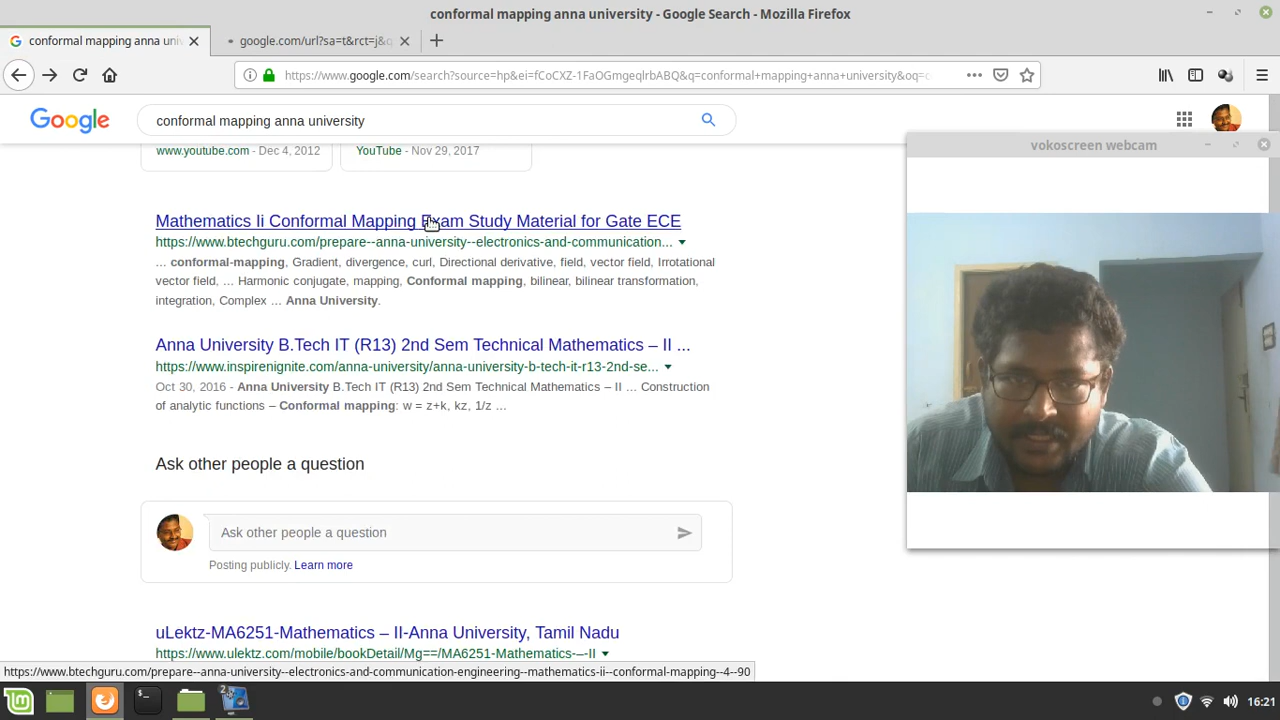 conformal mapping anna university - Google Search - Mozilla Firefox
conformal mapping anna univ
google.com/url?sa=t&rct=j&q
https://www.google.com/search?source=hp&ei=fCoCXZ-1FaOGmgeqlrbABQ&q=conformal+mapping+anna+university&oq=c
Google
conformal mapping anna university
www.youtube.com - Dec 4, 2012
YouTube - Nov 29, 2017
vokoscreen webcam
Mathematics Ii Conformal Mapping Exam Study Material for Gate ECE
https://www.btechguru.com/prepare--anna-university--electronics-and-communication...
... conformal-mapping, Gradient, divergence, curl, Directional derivative, field, vector field, Irrotational
vector field, ... Harmonic conjugate, mapping, Conformal mapping, bilinear, bilinear transformation,
integration, Complex ... Anna University.
Anna University B.Tech IT (R13) 2nd Sem Technical Mathematics – II ...
https://www.inspirenignite.com/anna-university/anna-university-b-tech-it-r13-2nd-se...
Oct 30, 2016 - Anna University B.Tech IT (R13) 2nd Sem Technical Mathematics – II ... Construction
of analytic functions – Conformal mapping: w = z+k, kz, 1/z ...
Ask other people a question
Ask other people a question
Posting publicly. Learn more
uLektz-MA6251-Mathematics – II-Anna University, Tamil Nadu
https://www.ulektz.com/mobile/bookDetail/Mg==/MA6251-Mathematics-–-II
https://www.btechguru.com/prepare--anna-university--electronics-and-communication-engineering--mathematics-ii--conformal-mapping--4--90
2
16:21